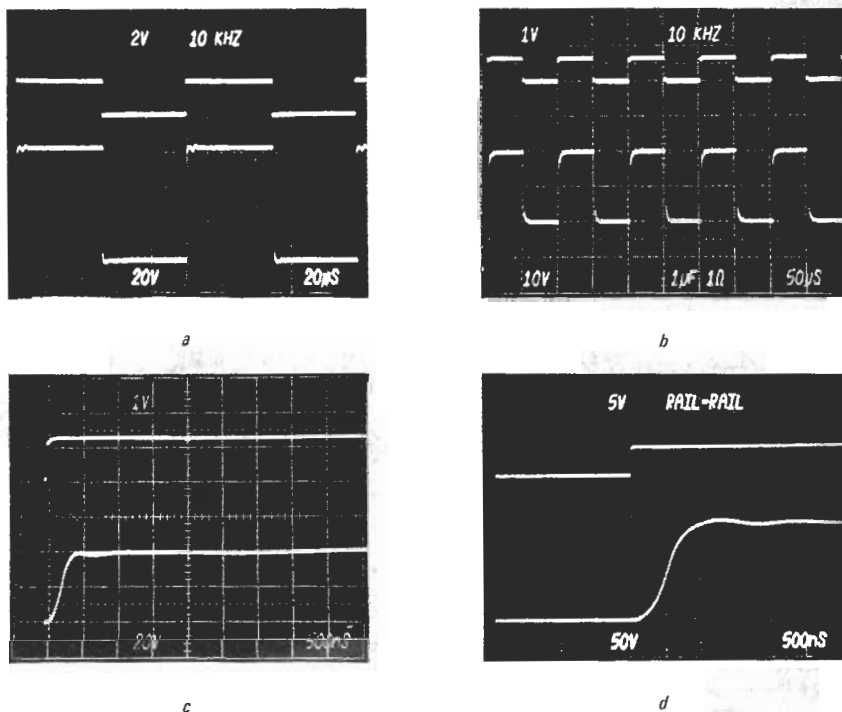 2V 10 KHZ
20V 20µS
a
1V 10 KHZ
10V 1µF 1Ω 50µS
b
1V
20V 500nS
c
5V RAIL-RAIL
50V 500nS
d